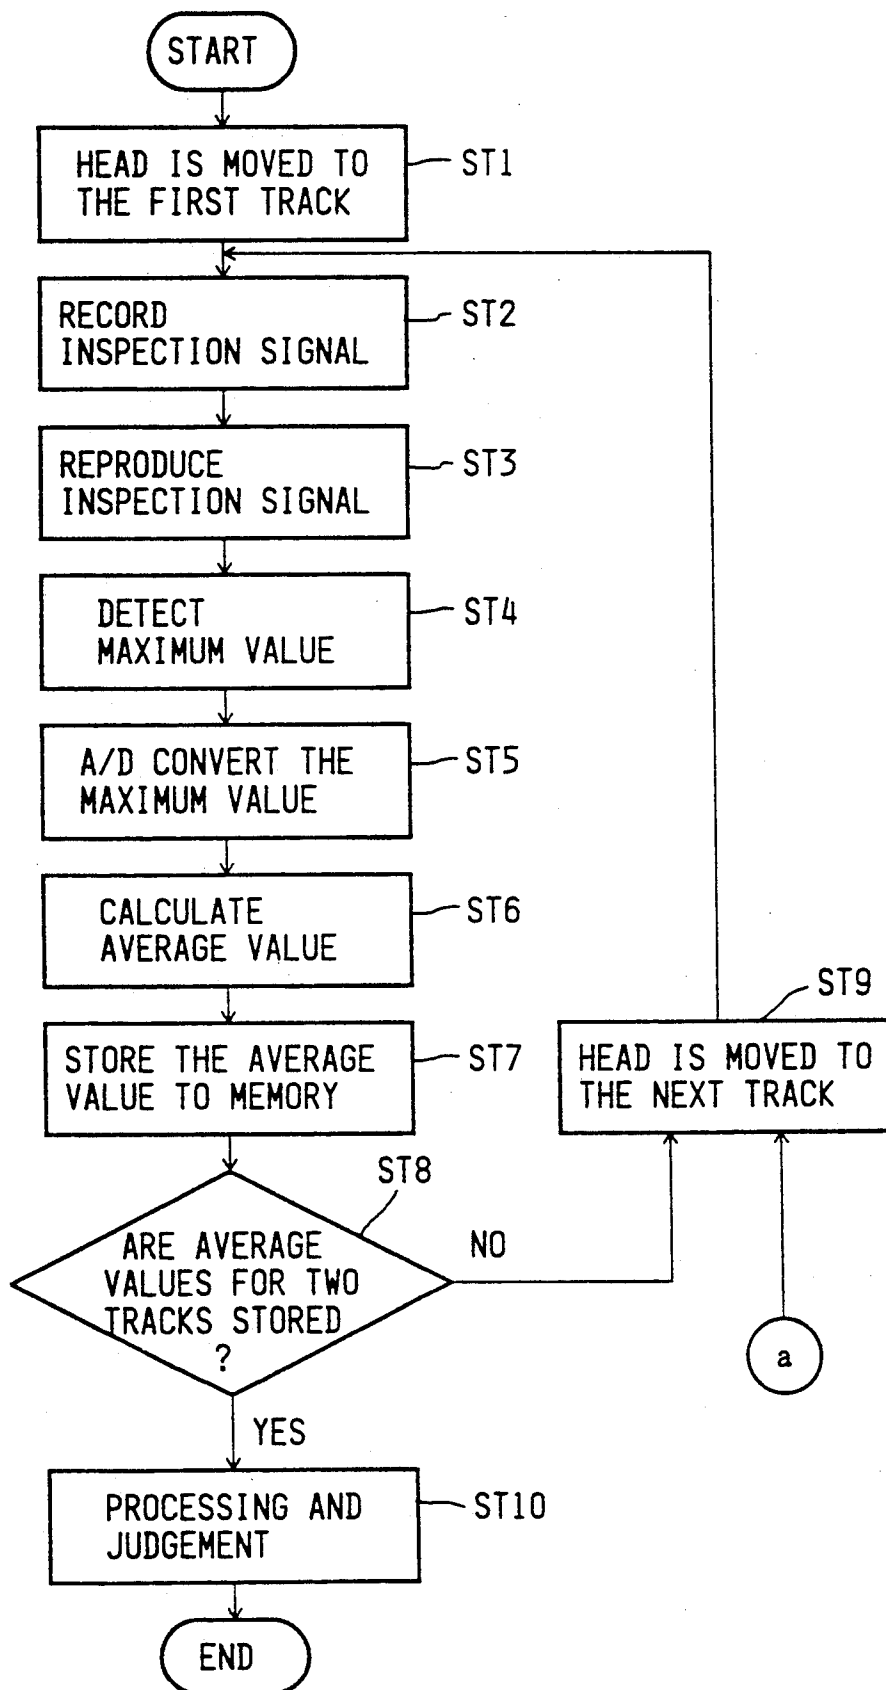 START
HEAD IS MOVED TO
THE FIRST TRACK
ST1
RECORD
INSPECTION SIGNAL
ST2
REPRODUCE
INSPECTION SIGNAL
ST3
DETECT
MAXIMUM VALUE
ST4
A/D CONVERT THE
MAXIMUM VALUE
ST5
CALCULATE
AVERAGE VALUE
ST6
STORE THE AVERAGE
VALUE TO MEMORY
ST7
ST9
HEAD IS MOVED TO
THE NEXT TRACK
ST8
ARE AVERAGE
VALUES FOR TWO
TRACKS STORED
?
NO
a
YES
PROCESSING AND
JUDGEMENT
ST10
END